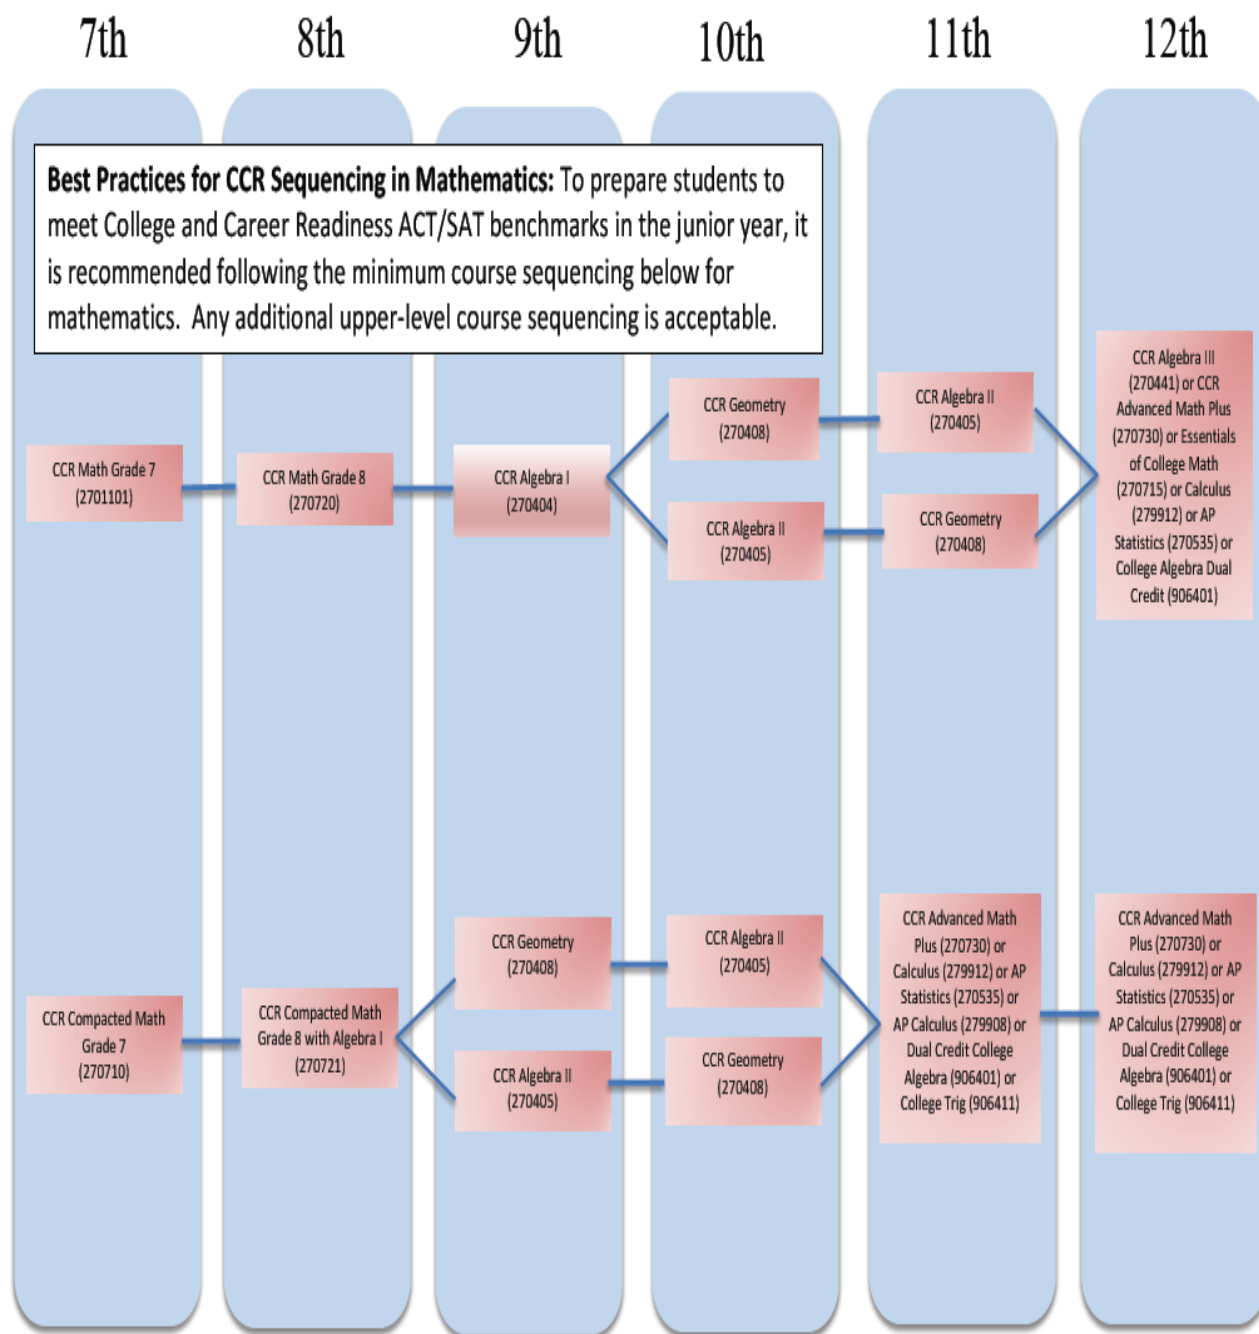 7th
8th
9th
10th
11th
12th
Best Practices for CCR Sequencing in Mathematics: To prepare students to
meet College and Career Readiness ACT/SAT benchmarks in the junior year, it
is recommended following the minimum course sequencing below for
mathematics.  Any additional upper-level course sequencing is acceptable.
CCR Math Grade 7
(2701101)
CCR Math Grade 8
(270720)
CCR Algebra I
(270404)
CCR Geometry
(270408)
CCR Algebra II
(270405)
CCR Algebra II
(270405)
CCR Geometry
(270408)
CCR Algebra III
(270441) or CCR
Advanced Math Plus
(270730) or Essentials
of College Math
(270715) or Calculus
(279912) or AP
Statistics (270535) or
College Algebra Dual
Credit (906401)
CCR Compacted Math
Grade 7
(270710)
CCR Compacted Math
Grade 8 with Algebra I
(270721)
CCR Geometry
(270408)
CCR Algebra II
(270405)
CCR Algebra II
(270405)
CCR Geometry
(270408)
CCR Advanced Math
Plus (270730) or
Calculus (279912) or AP
Statistics (270535) or
AP Calculus (279908) or
Dual Credit College
Algebra (906401) or
College Trig (906411)
CCR Advanced Math
Plus (270730) or
Calculus (279912) or AP
Statistics (270535) or
AP Calculus (279908) or
Dual Credit College
Algebra (906401) or
College Trig (906411)